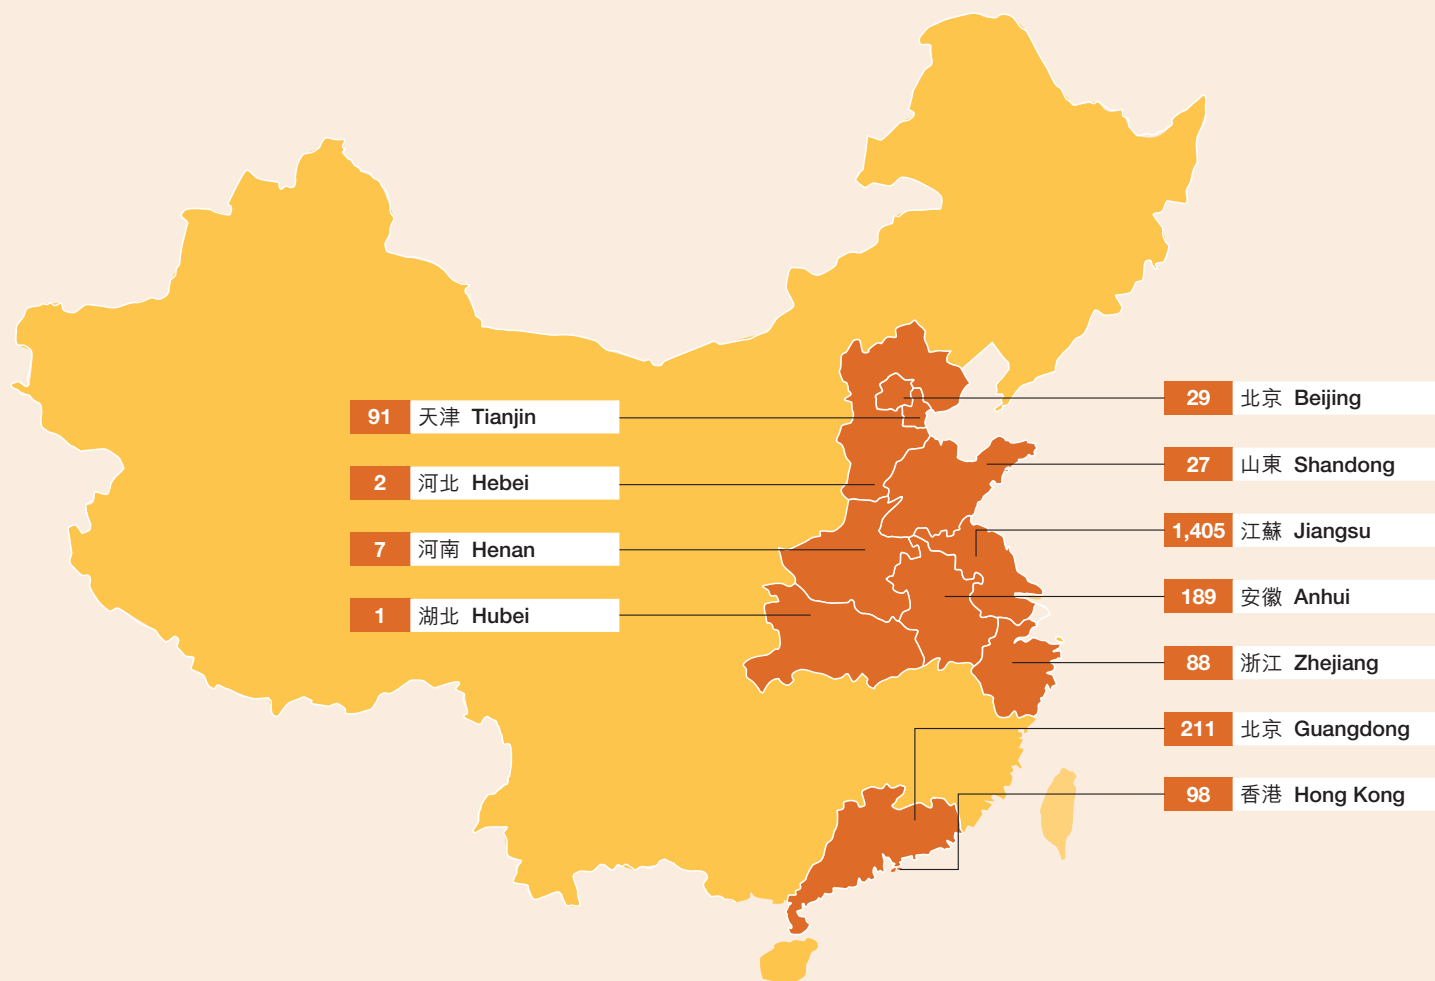 91 天津 Tianjin
2 河北 Hebei
7 河南 Henan
1 湖北 Hubei
29 北京 Beijing
27 山東 Shandong
1,405 江蘇 Jiangsu
189 安徽 Anhui
88 浙江 Zhejiang
211 北京 Guangdong
98 香港 Hong Kong